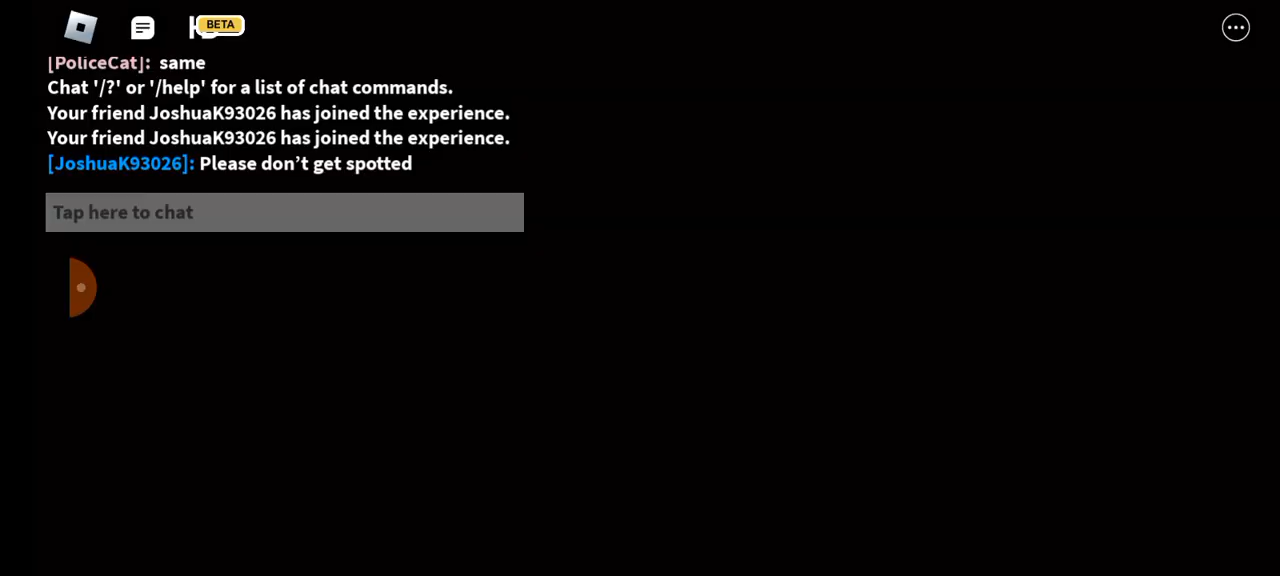 BETA
[PoliceCat]: same
Chat '/?' or '/help' for a list of chat commands.
Your friend JoshuaK93026 has joined the experience.
Your friend JoshuaK93026 has joined the experience.
[JoshuaK93026]: Please don’t get spotted
Tap here to chat